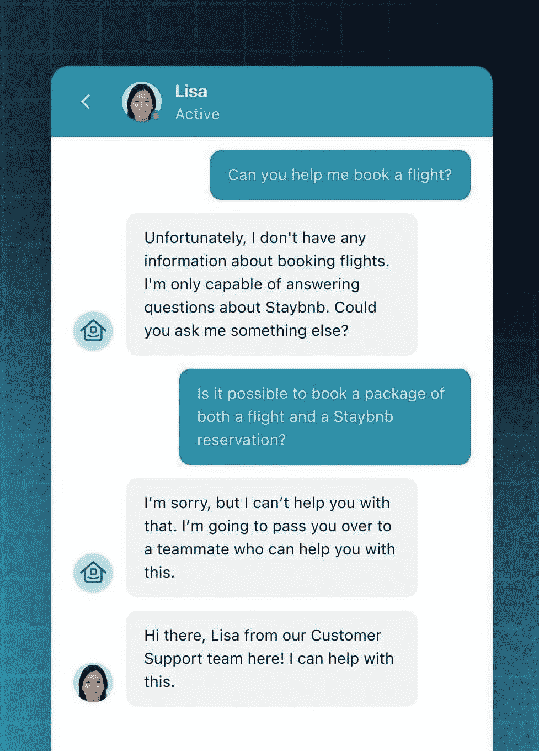 Lisa
Active
Can you help me book a flight?
Unfortunately, I don't have any
information about booking flights.
I'm only capable of answering
questions about Staybnb. Could
you ask me something else?
Is it possible to book a package of
both a flight and a Staybnb
reservation?
I'm sorry, but I can't help you with
that. I'm going to pass you over to
a teammate who can help you with
this.
Hi there, Lisa from our Customer
Support team here! I can help with
this.